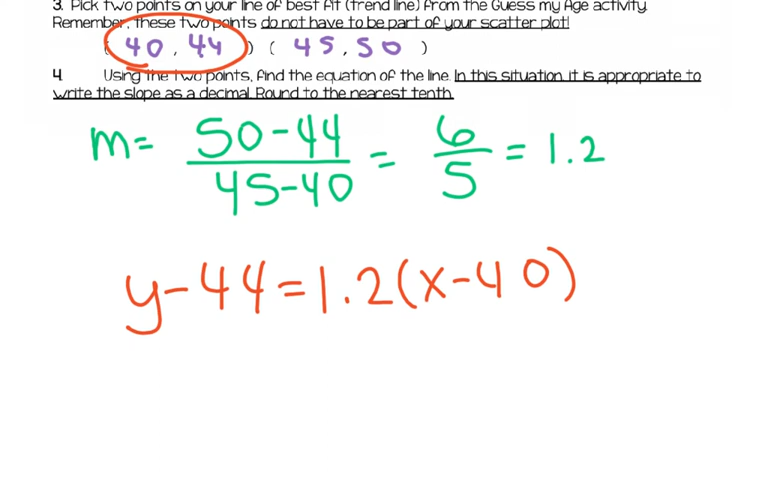 3. Pick two points on your line of best fit (trend line) from the Guess my Age activity.
Remember, these two points do not have to be part of your scatter plot!
( 40 , 44 ) ( 45 , 50 )
4. Using the two points, find the equation of the line. In this situation, it is appropriate to
write the slope as a decimal. Round to the nearest tenth.
m = 50-44 / 45-40 = 6 / 5 = 1.2
y-44=1.2(x-40)